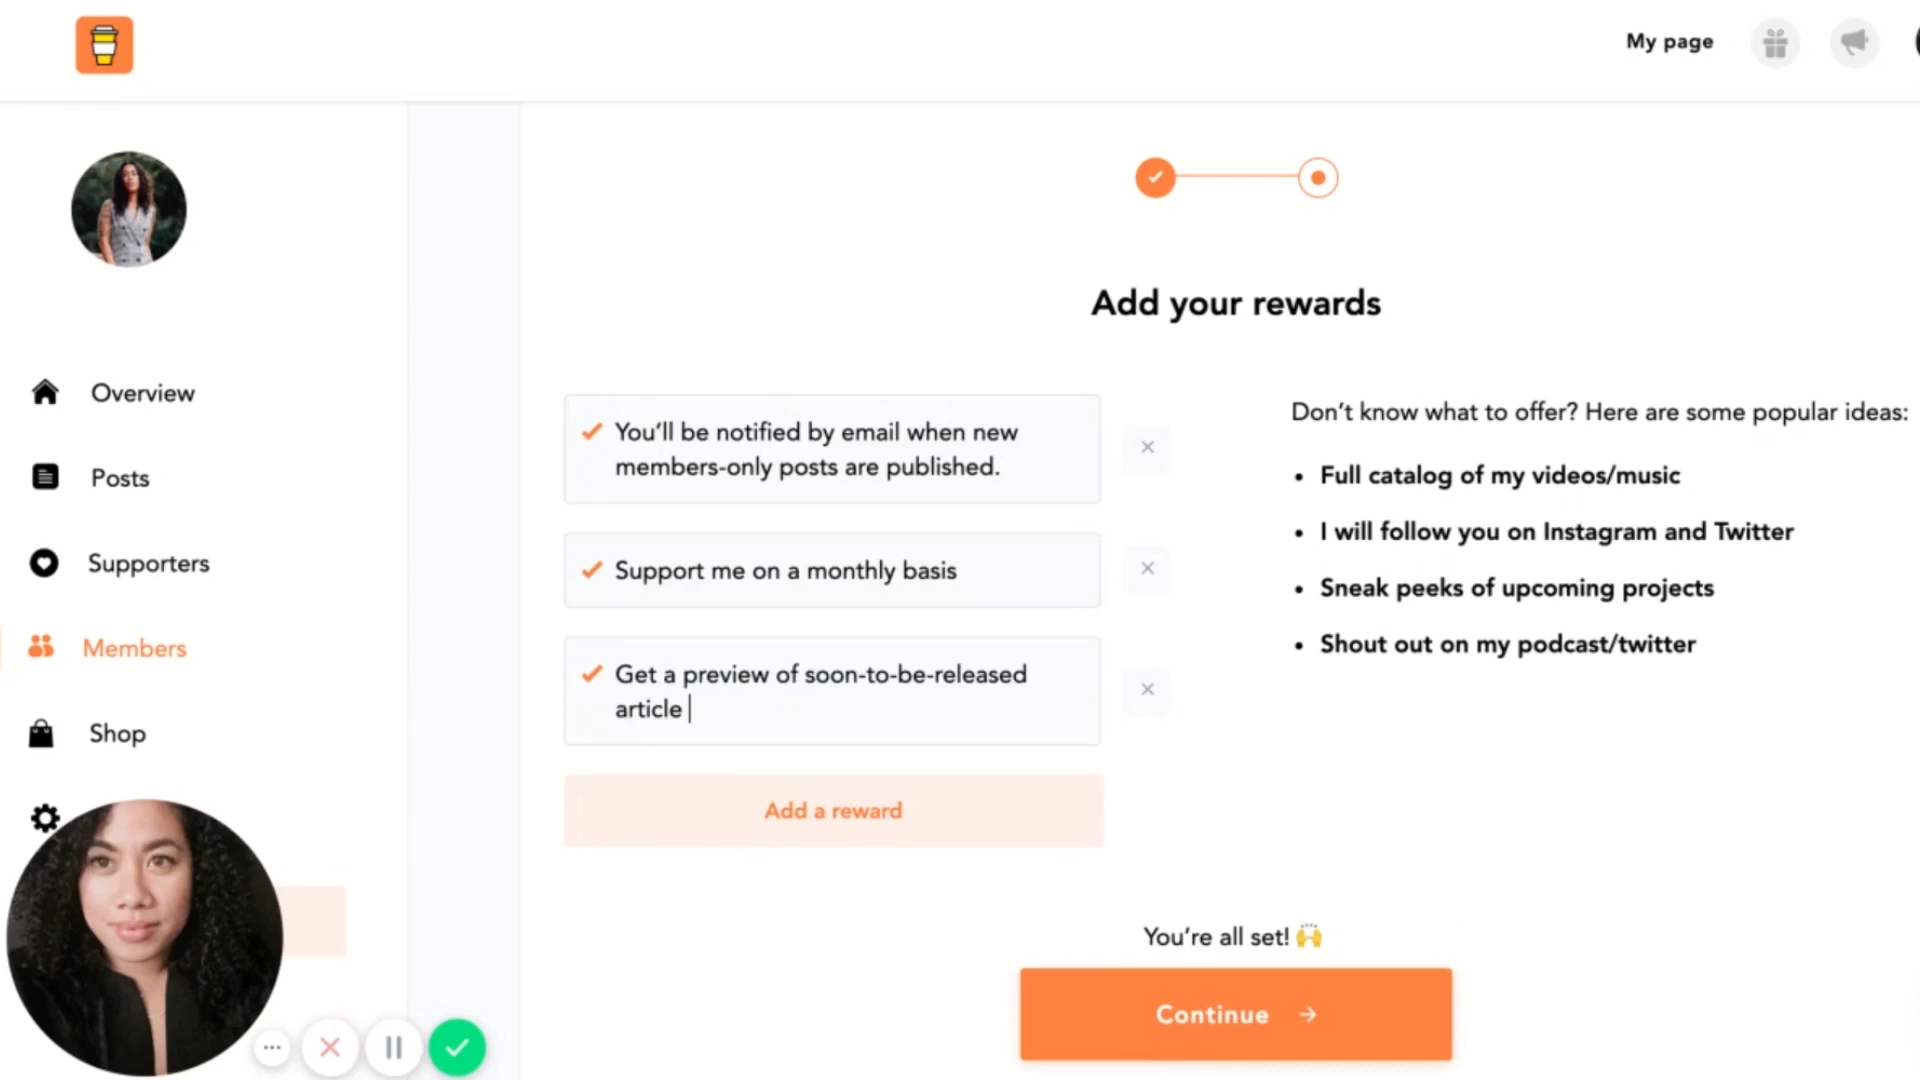 My page
Overview
Posts
Supporters
Members
Shop
Add your rewards
You’ll be notified by email when new
members-only posts are published.
Support me on a monthly basis
Get a preview of soon-to-be-released
article
Add a reward
Don’t know what to offer? Here are some popular ideas:
• Full catalog of my videos/music
• I will follow you on Instagram and Twitter
• Sneak peeks of upcoming projects
• Shout out on my podcast/twitter
You’re all set! 🙌
Continue →